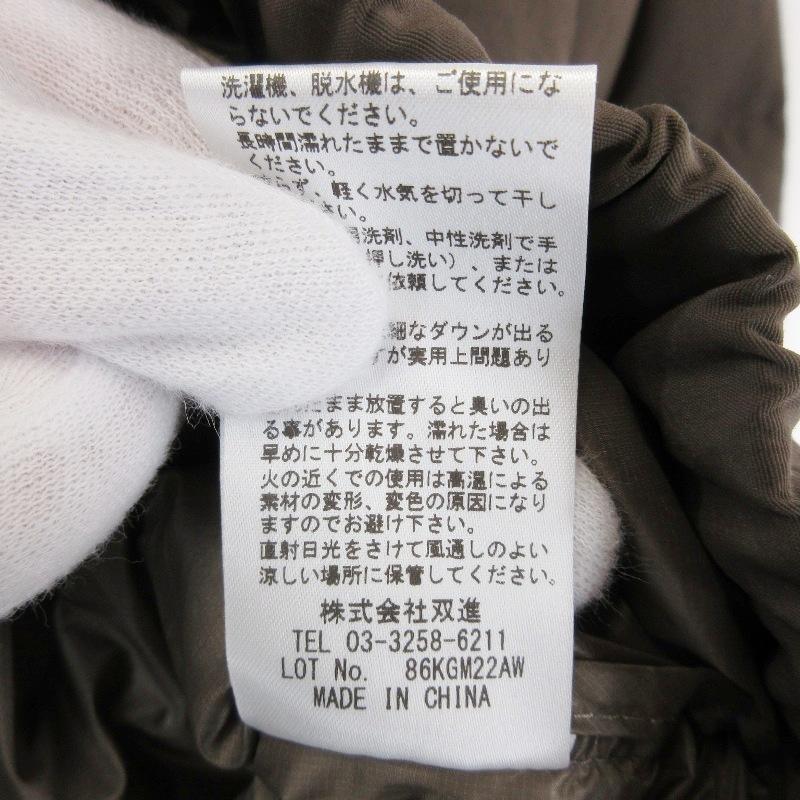 洗濯機、脱水機は、ご使用にな
らないでください。
長時間濡れたままで置かないで
ください。
らず、軽く水気を切って干し
さい。
用洗剤、中性洗剤で手
押し洗い）、または
依頼してください。
細なダウンが出る
すが実用上問題あり
たまま放置すると臭いの出
る事があります。濡れた場合は
早めに十分乾燥させて下さい。
火の近くでの使用は高温による
素材の変形、変色の原因になり
ますのでお避け下さい。
直射日光をさけて風通しのよい
涼しい場所に保管してください。
株式会社双進
TEL 03-3258-6211
LOT No. 86KGM22AW
MADE IN CHINA